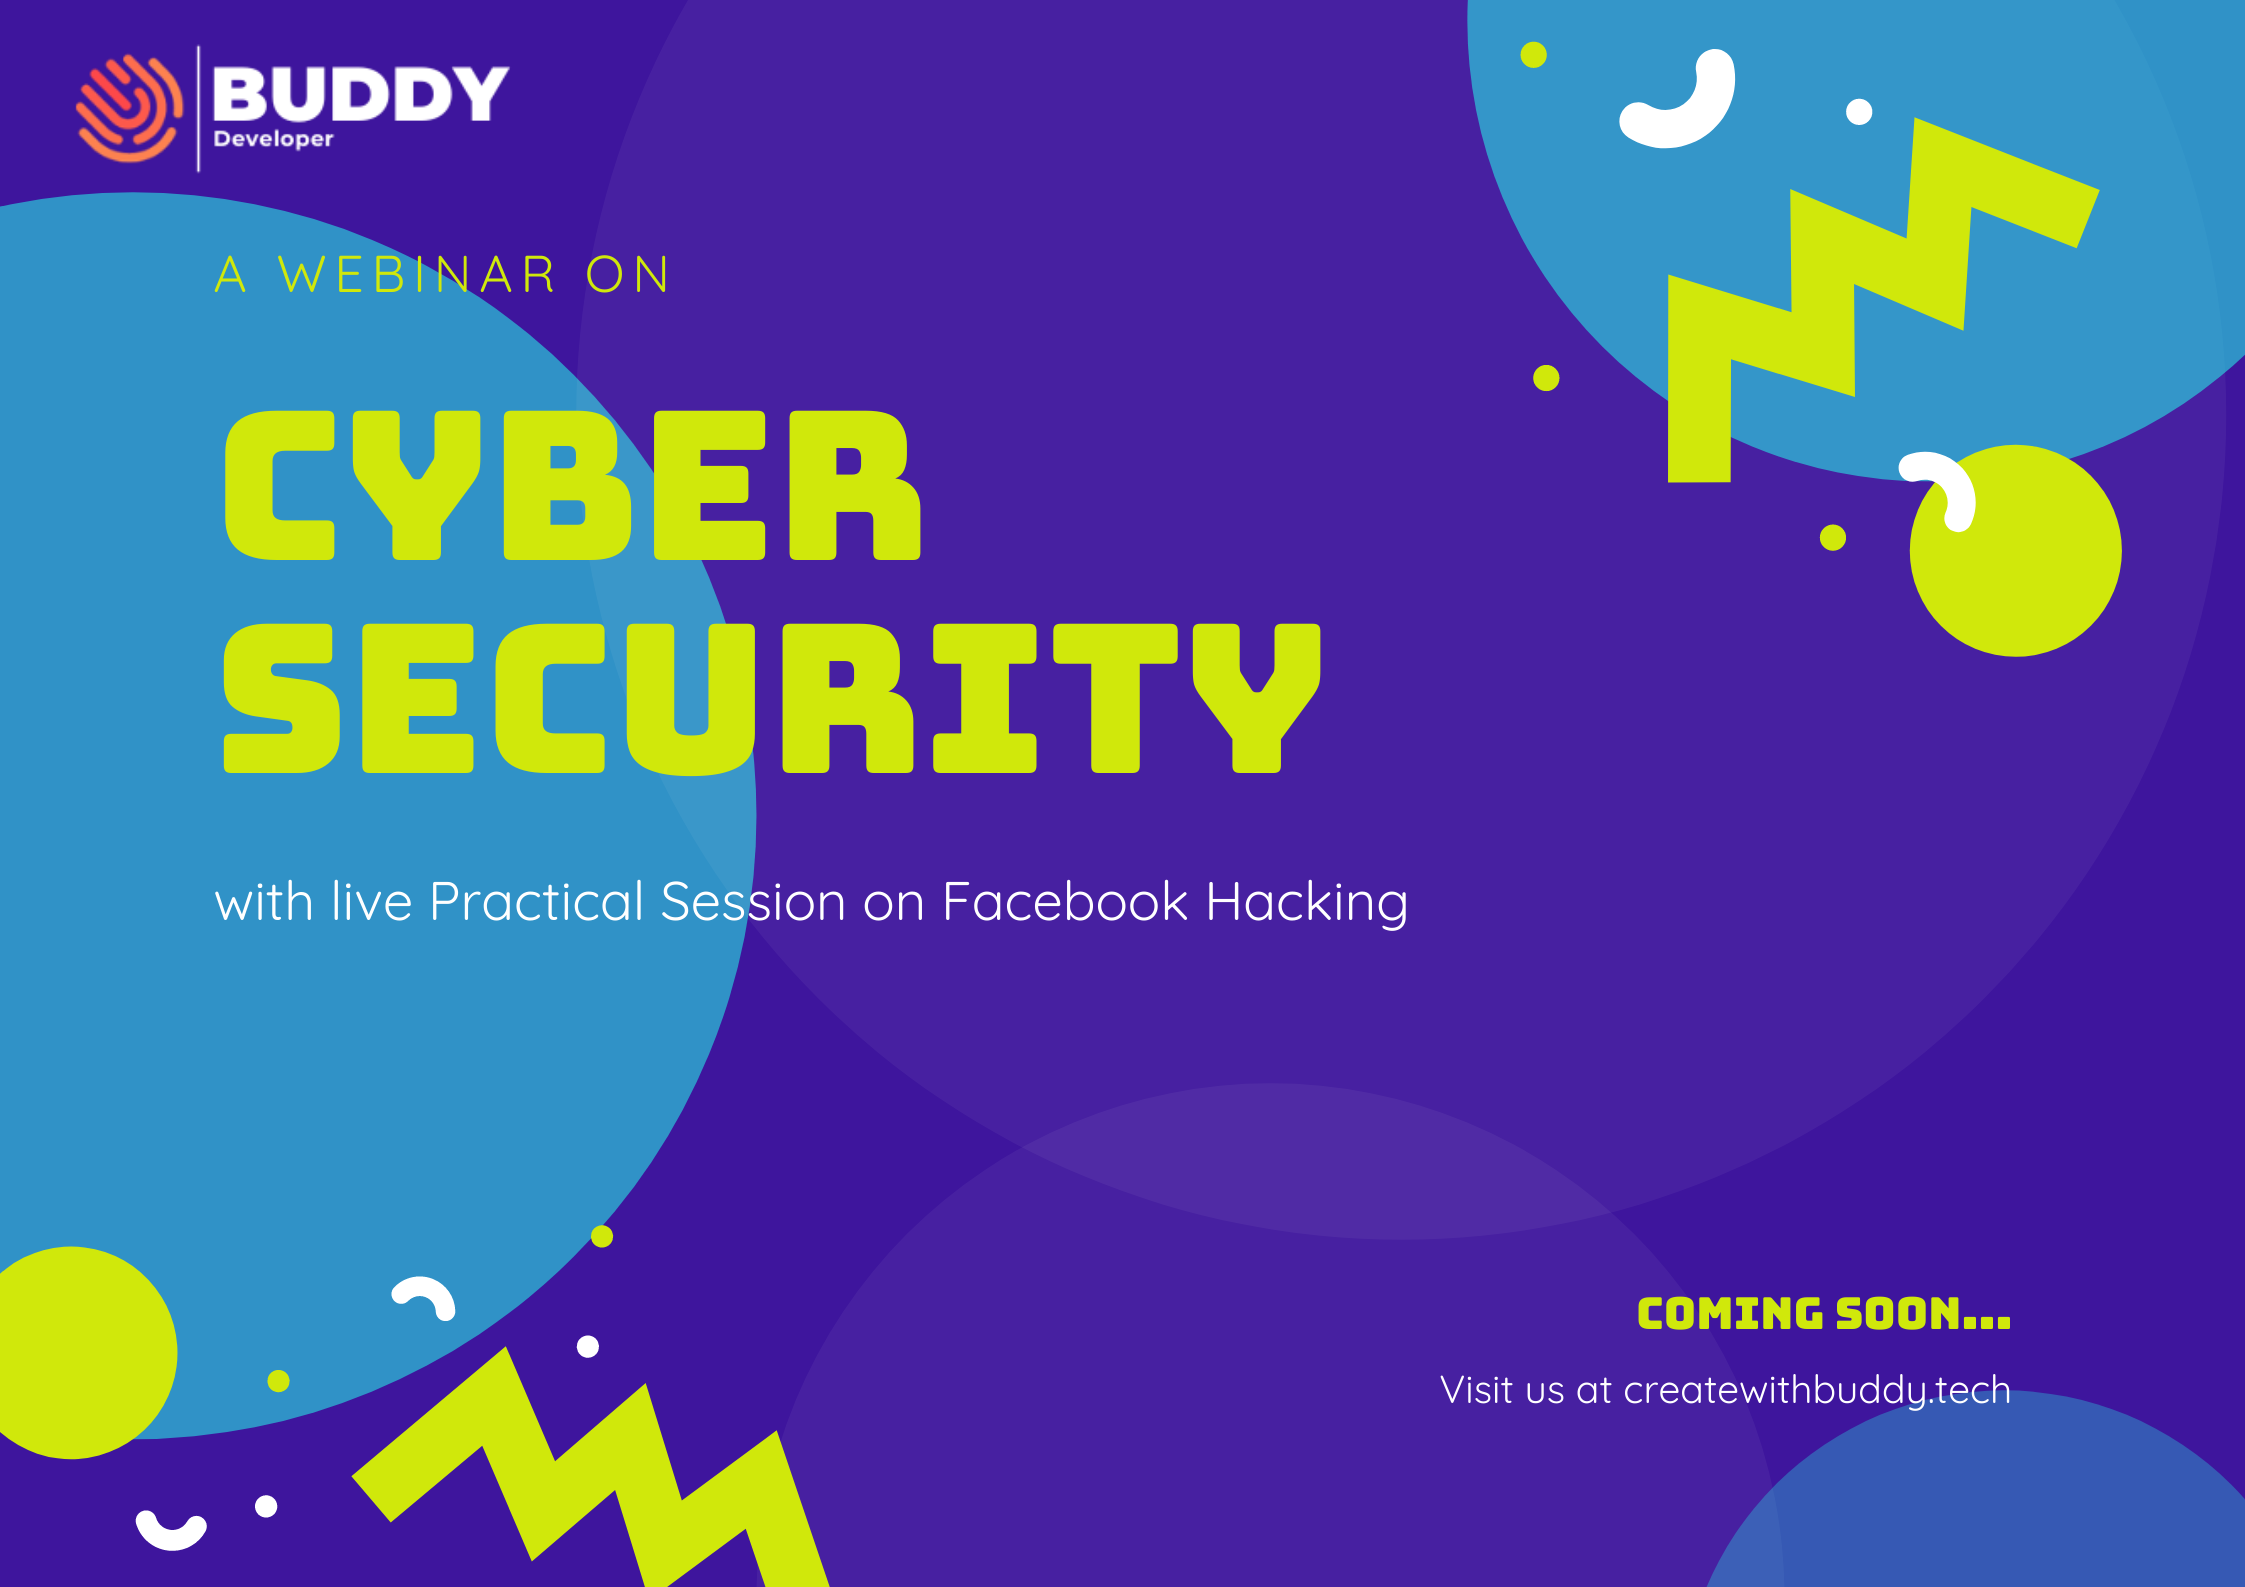 BUDDY
Developer
A WEBINAR ON
CYBER
SECURITY
with live Practical Session on Facebook Hacking
COMING SOON...
Visit us at createwithbuddy.tech